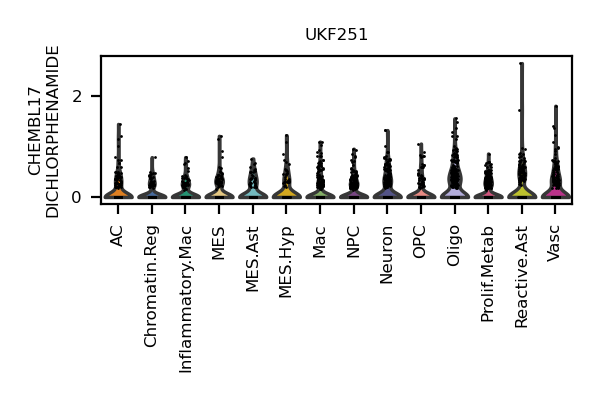 UKF251
CHEMBL17
DICHLORPHENAMIDE
2
0
AC
Chromatin.Reg
Inflammatory.Mac
MES
MES.Ast
MES.Hyp
Mac
NPC
Neuron
OPC
Oligo
Prolif.Metab
Reactive.Ast
Vasc